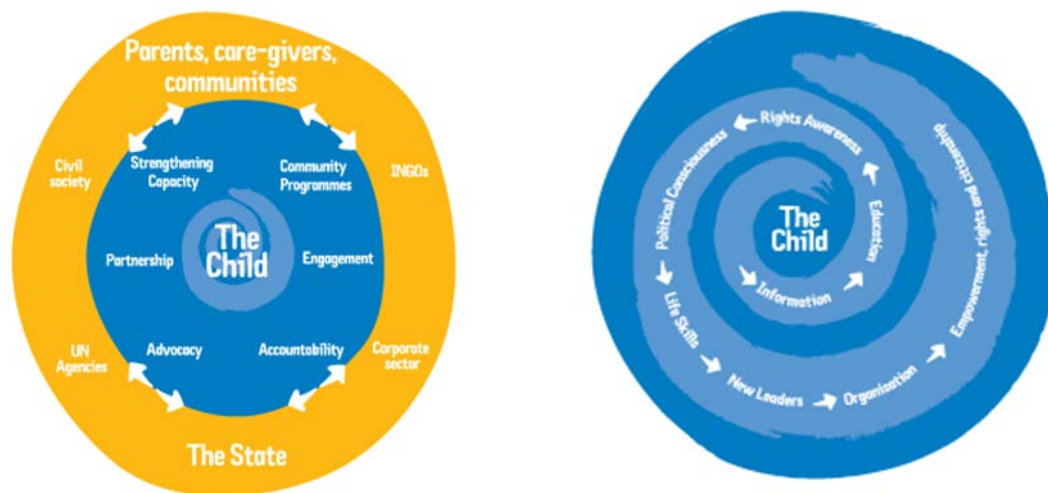 Parents, care-givers,
communities
Civil
society
Strengthening
Capacity
Community
Programmes
INGOs
Partnership
The
Child
Engagement
UN
Agencies
Advocacy
Accountability
Corporate
sector
The State
The
Child
Information
Education
Rights Awareness
Political Consciousness
Life Skills
New Leaders
Organisation
Empowerment, rights and citizenship